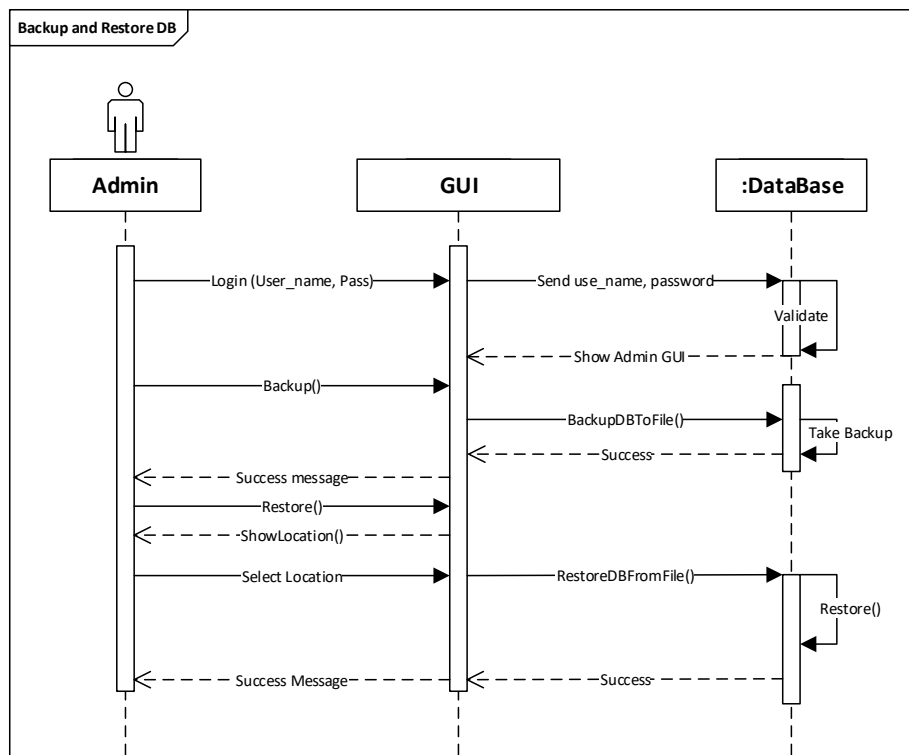 Backup and Restore DB
Admin
GUI
:DataBase
Login (User_name, Pass)
Send use_name, password
Validate
Show Admin GUI
Backup()
BackupDBToFile()
Take Backup
Success
Success message
Restore()
ShowLocation()
Select Location
RestoreDBFromFile()
Restore()
Success Message
Success